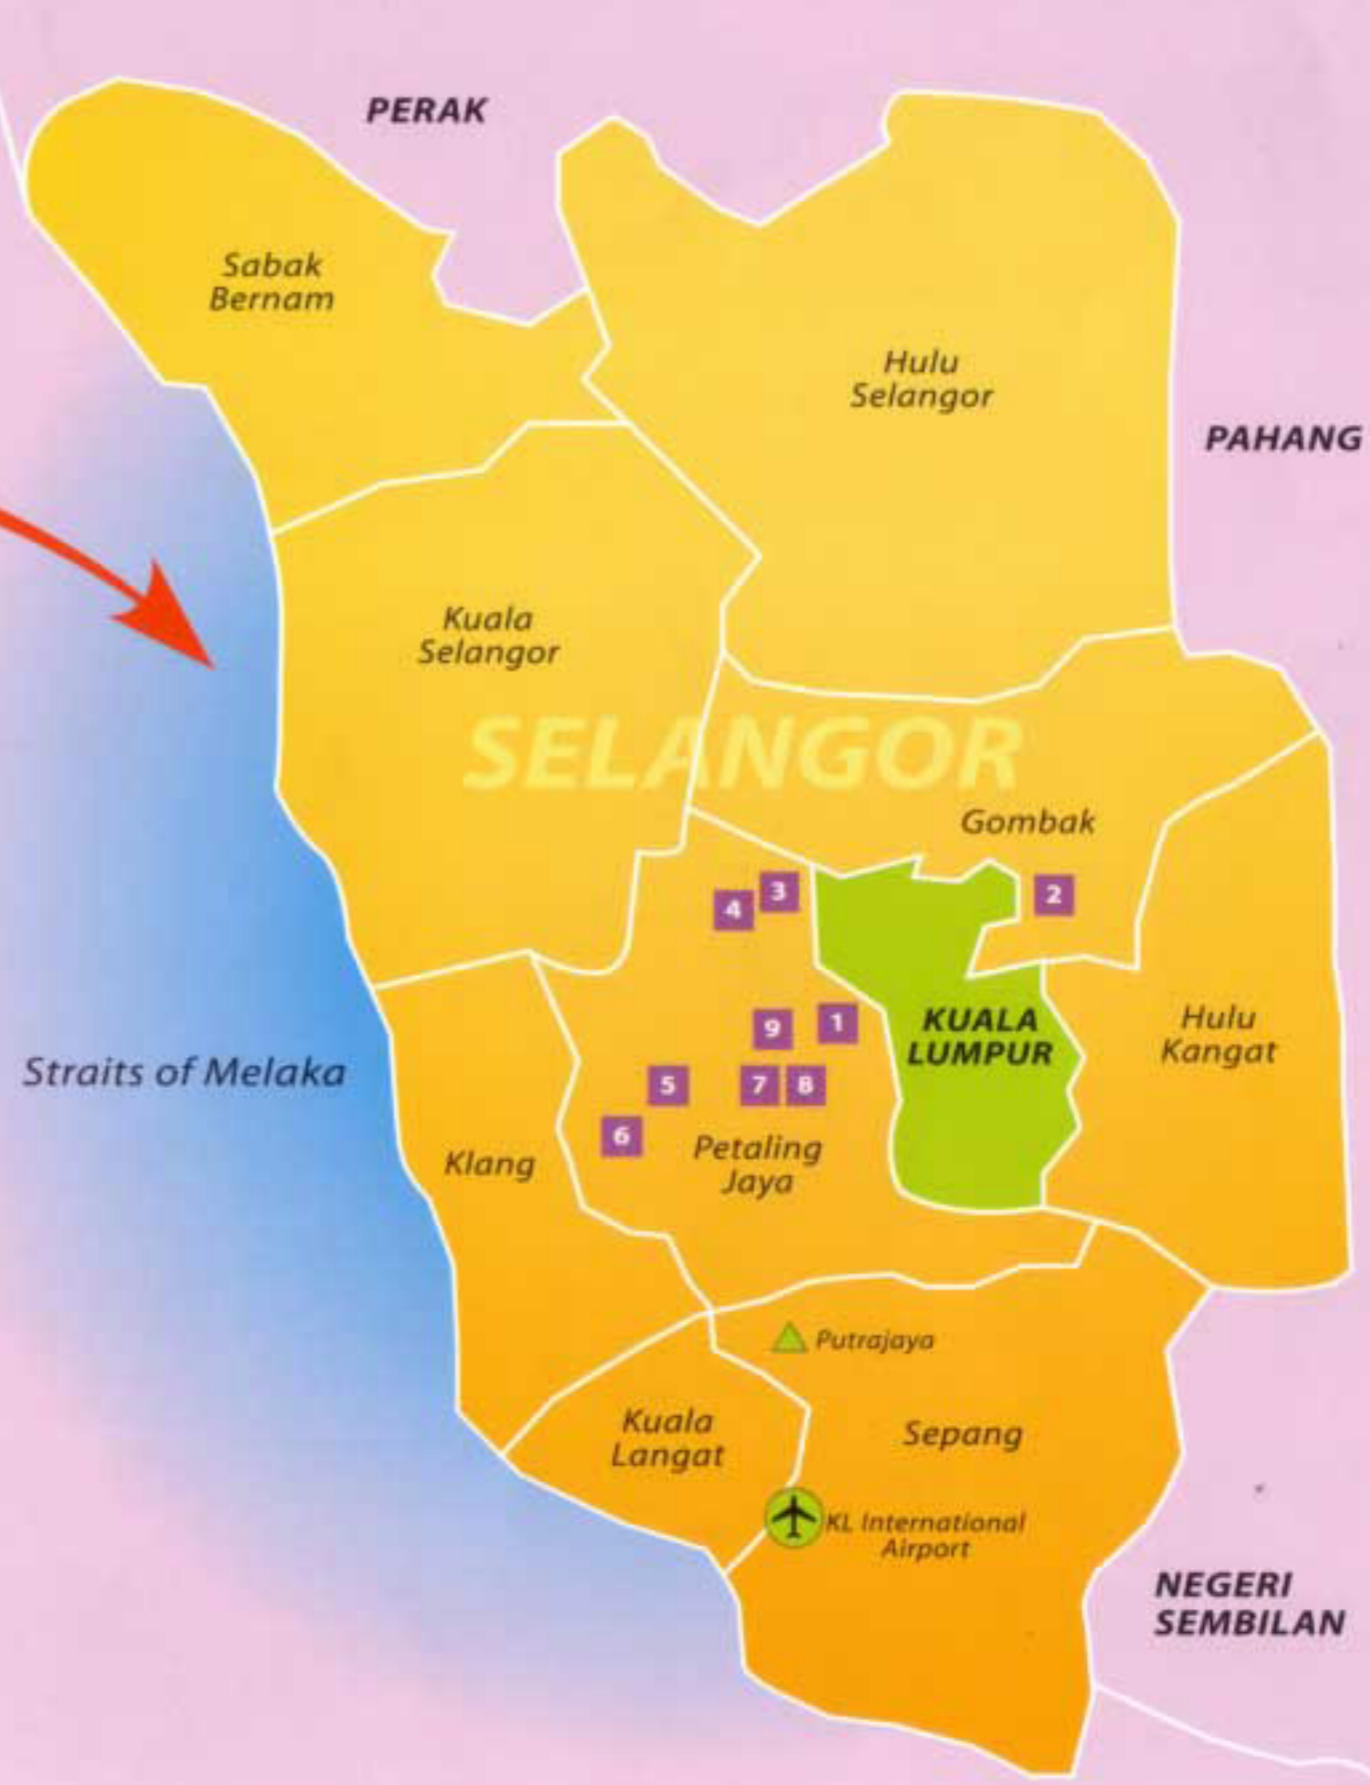 PERAK
Sabak
Bernam
Hulu
Selangor
PAHANG
Kuala
Selangor
SELANGOR
Gombak
3
4
2
9
1
KUALA
LUMPUR
Hulu
Kangat
Straits of Melaka
5
7
8
6
Petaling
Jaya
Klang
Putrajaya
Kuala
Langat
Sepang
KL International
Airport
NEGERI
SEMBILAN